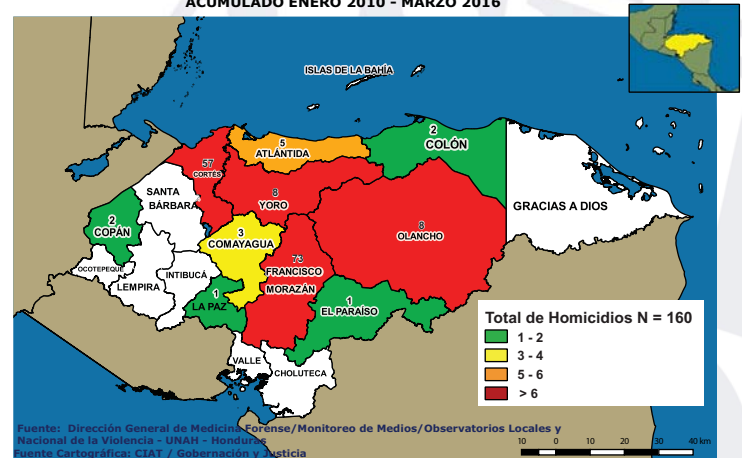 ACUMULADO ENERO 2010 - MARZO 2016
ISLAS DE LA BAHÍA
5
ATLÁNTIDA
2
COLÓN
57
CORTÉS
SANTA
BÁRBARA
8
YORO
GRACIAS A DIOS
2
COPÁN
3
COMAYAGUA
8
OLANCHO
OCOTEPEQUE
LEMPIRA
INTIBUCÁ
73
FRANCISCO
MORAZÁN
1
LA PAZ
1
EL PARAÍSO
VALLE
CHOLUTECA
Total de Homicidios N = 160
1 - 2
3 - 4
5 - 6
> 6
Fuente: Dirección General de Medicina Forense/Monitoreo de Medios/Observatorios Locales y
Nacional de la Violencia - UNAH - Honduras
Fuente Cartográfica: CIAT / Gobernación y Justicia
10 0 10 20 30 40 km